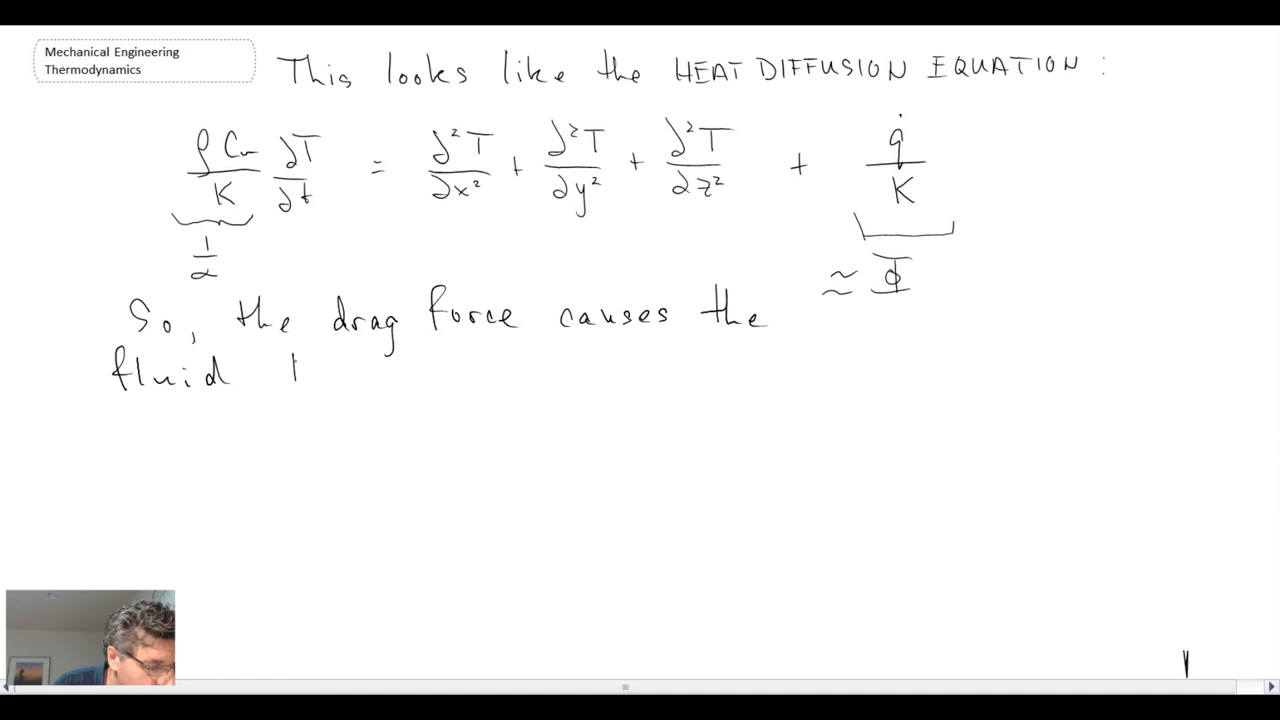 Mechanical Engineering
Thermodynamics
This looks like the HEAT DIFFUSION EQUATION :
ρ Cv / K ∂T/∂t = ∂²T/∂x² + ∂²T/∂y² + ∂²T/∂z² + q̇/K
1/α
≈ Φ
So, the drag force causes the
fluid